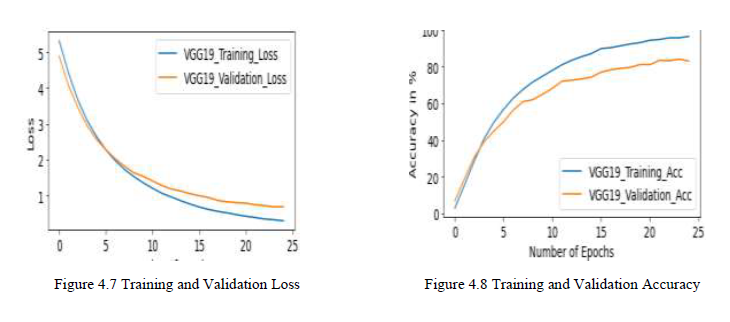 Loss
5
4
3
2
1
VGG19_Training_Loss
VGG19_Validation_Loss
0 5 10 15 20 25
Figure 4.7 Training and Validation Loss
Accuracy in %
100
80
60
40
20
0
VGG19_Training_Acc
VGG19_Validation_Acc
0 5 10 15 20 25
Number of Epochs
Figure 4.8 Training and Validation Accuracy